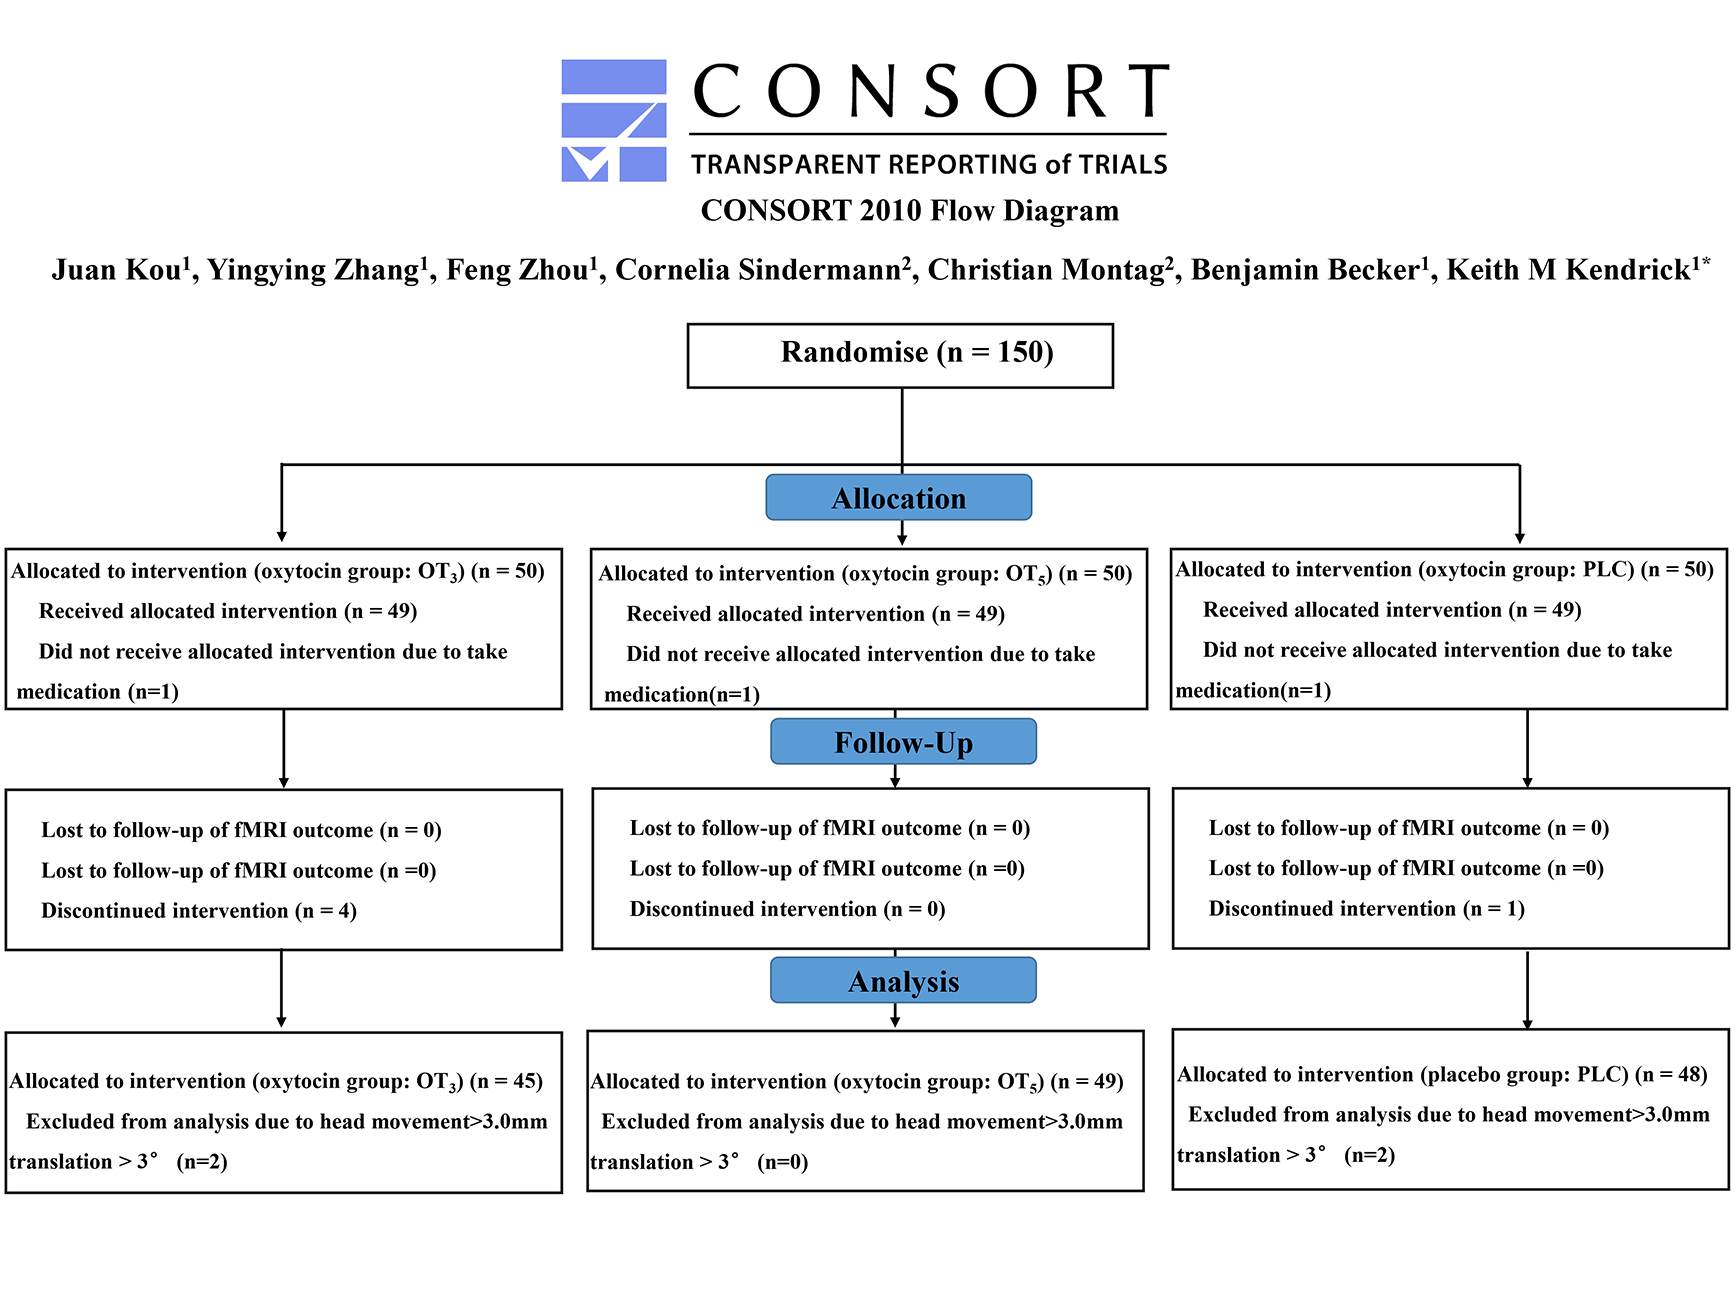 CONSORT
TRANSPARENT REPORTING of TRIALS
CONSORT 2010 Flow Diagram
Juan Kou¹, Yingying Zhang¹, Feng Zhou¹, Cornelia Sindermann², Christian Montag², Benjamin Becker¹, Keith M Kendrick¹*
Randomise (n = 150)
Allocation
Allocated to intervention (oxytocin group: OT₃) (n = 50)
Received allocated intervention (n = 49)
Did not receive allocated intervention due to take
medication (n=1)
Allocated to intervention (oxytocin group: OT₅) (n = 50)
Received allocated intervention (n = 49)
Did not receive allocated intervention due to take
medication(n=1)
Allocated to intervention (oxytocin group: PLC) (n = 50)
Received allocated intervention (n = 49)
Did not receive allocated intervention due to take
medication(n=1)
Follow-Up
Lost to follow-up of fMRI outcome (n = 0)
Lost to follow-up of fMRI outcome (n =0)
Discontinued intervention (n = 4)
Lost to follow-up of fMRI outcome (n = 0)
Lost to follow-up of fMRI outcome (n =0)
Discontinued intervention (n = 0)
Lost to follow-up of fMRI outcome (n = 0)
Lost to follow-up of fMRI outcome (n =0)
Discontinued intervention (n = 1)
Analysis
Allocated to intervention (oxytocin group: OT₃) (n = 45)
Excluded from analysis due to head movement>3.0mm
translation > 3° (n=2)
Allocated to intervention (oxytocin group: OT₅) (n = 49)
Excluded from analysis due to head movement>3.0mm
translation > 3° (n=0)
Allocated to intervention (placebo group: PLC) (n = 48)
Excluded from analysis due to head movement>3.0mm
translation > 3° (n=2)